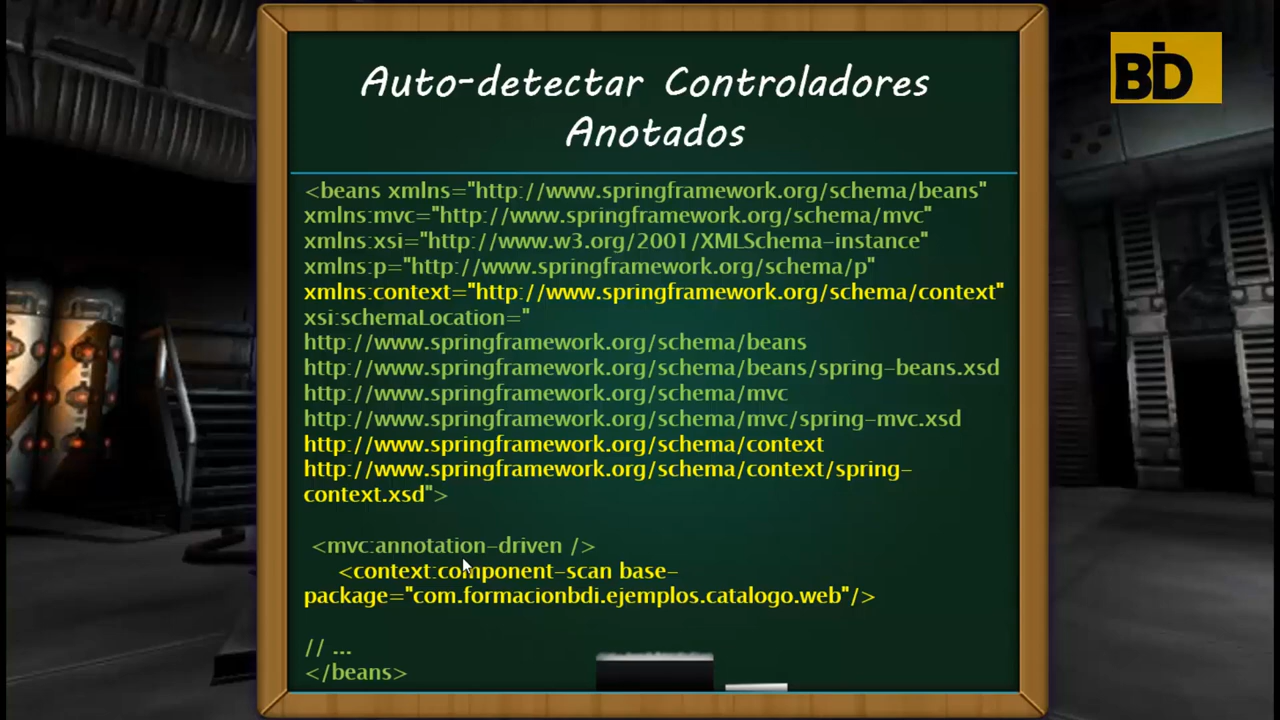 BDI
Auto-detectar Controladores
Anotados
<beans xmlns="http://www.springframework.org/schema/beans"
xmlns:mvc="http://www.springframework.org/schema/mvc"
xmlns:xsi="http://www.w3.org/2001/XMLSchema-instance"
xmlns:p="http://www.springframework.org/schema/p"
xmlns:context="http://www.springframework.org/schema/context"
xsi:schemaLocation="
http://www.springframework.org/schema/beans
http://www.springframework.org/schema/beans/spring-beans.xsd
http://www.springframework.org/schema/mvc
http://www.springframework.org/schema/mvc/spring-mvc.xsd
http://www.springframework.org/schema/context
http://www.springframework.org/schema/context/spring-
context.xsd">
<mvc:annotation-driven />
<context:component-scan base-
package="com.formacionbdi.ejemplos.catalogo.web"/>
// ...
</beans>